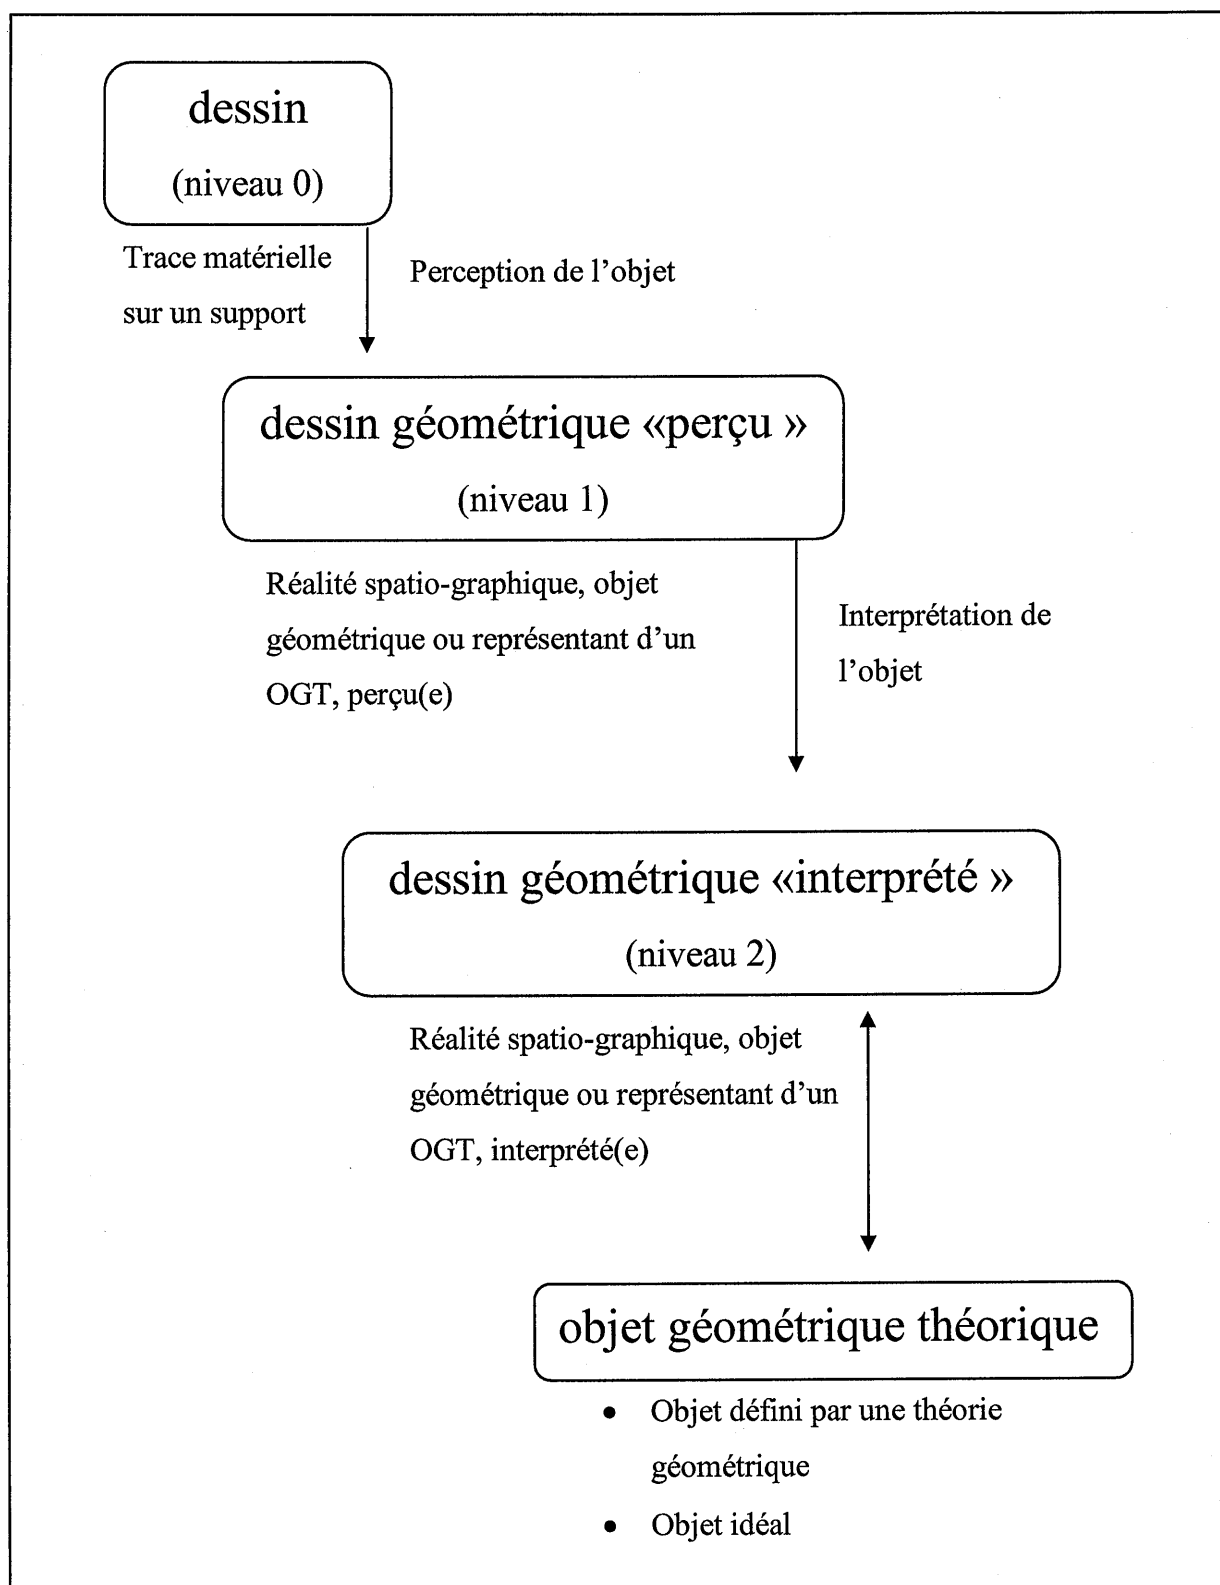 dessin
(niveau 0)
Trace matérielle
sur un support
Perception de l’objet
dessin géométrique «perçu »
(niveau 1)
Réalité spatio-graphique, objet
géométrique ou représentant d’un
OGT, perçu(e)
Interprétation de
l’objet
dessin géométrique «interprété »
(niveau 2)
Réalité spatio-graphique, objet
géométrique ou représentant d’un
OGT, interprété(e)
objet géométrique théorique
• Objet défini par une théorie
géométrique
• Objet idéal